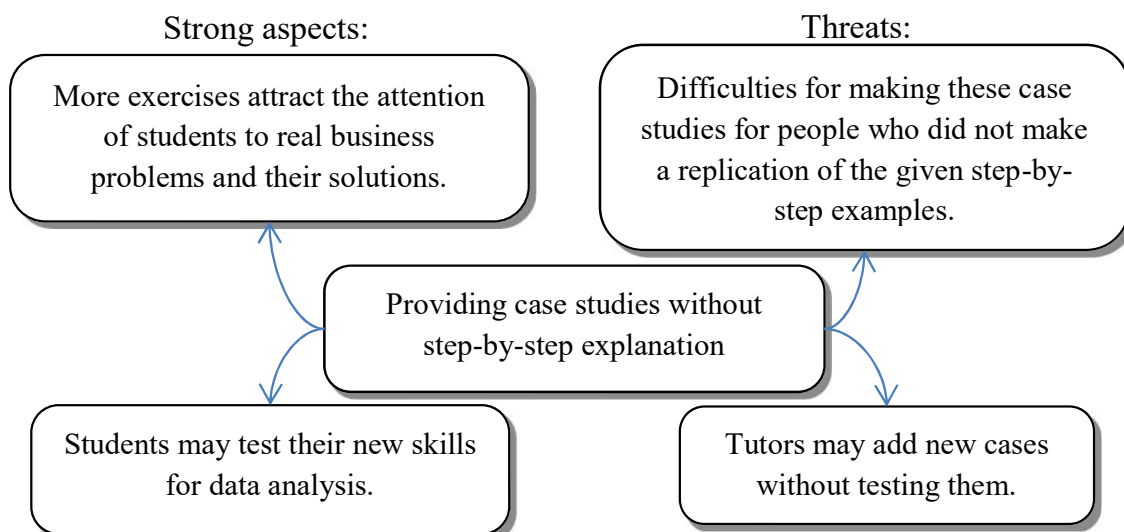 Strong aspects:
More exercises attract the attention
of students to real business
problems and their solutions.
Threats:
Difficulties for making these case
studies for people who did not make
a replication of the given step-by-
step examples.
Providing case studies without
step-by-step explanation
Students may test their new skills
for data analysis.
Tutors may add new cases
without testing them.